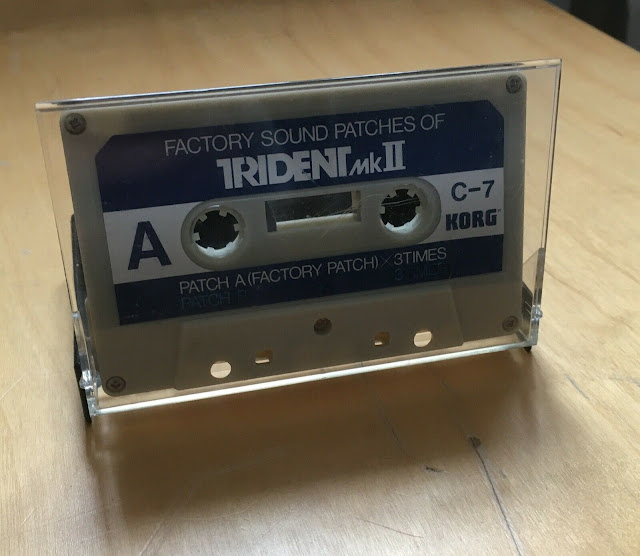 FACTORY SOUND PATCHES OF
TRIDENT mk II
A
C-7
KORG
PATCH A (FACTORY PATCH) × 3TIMES